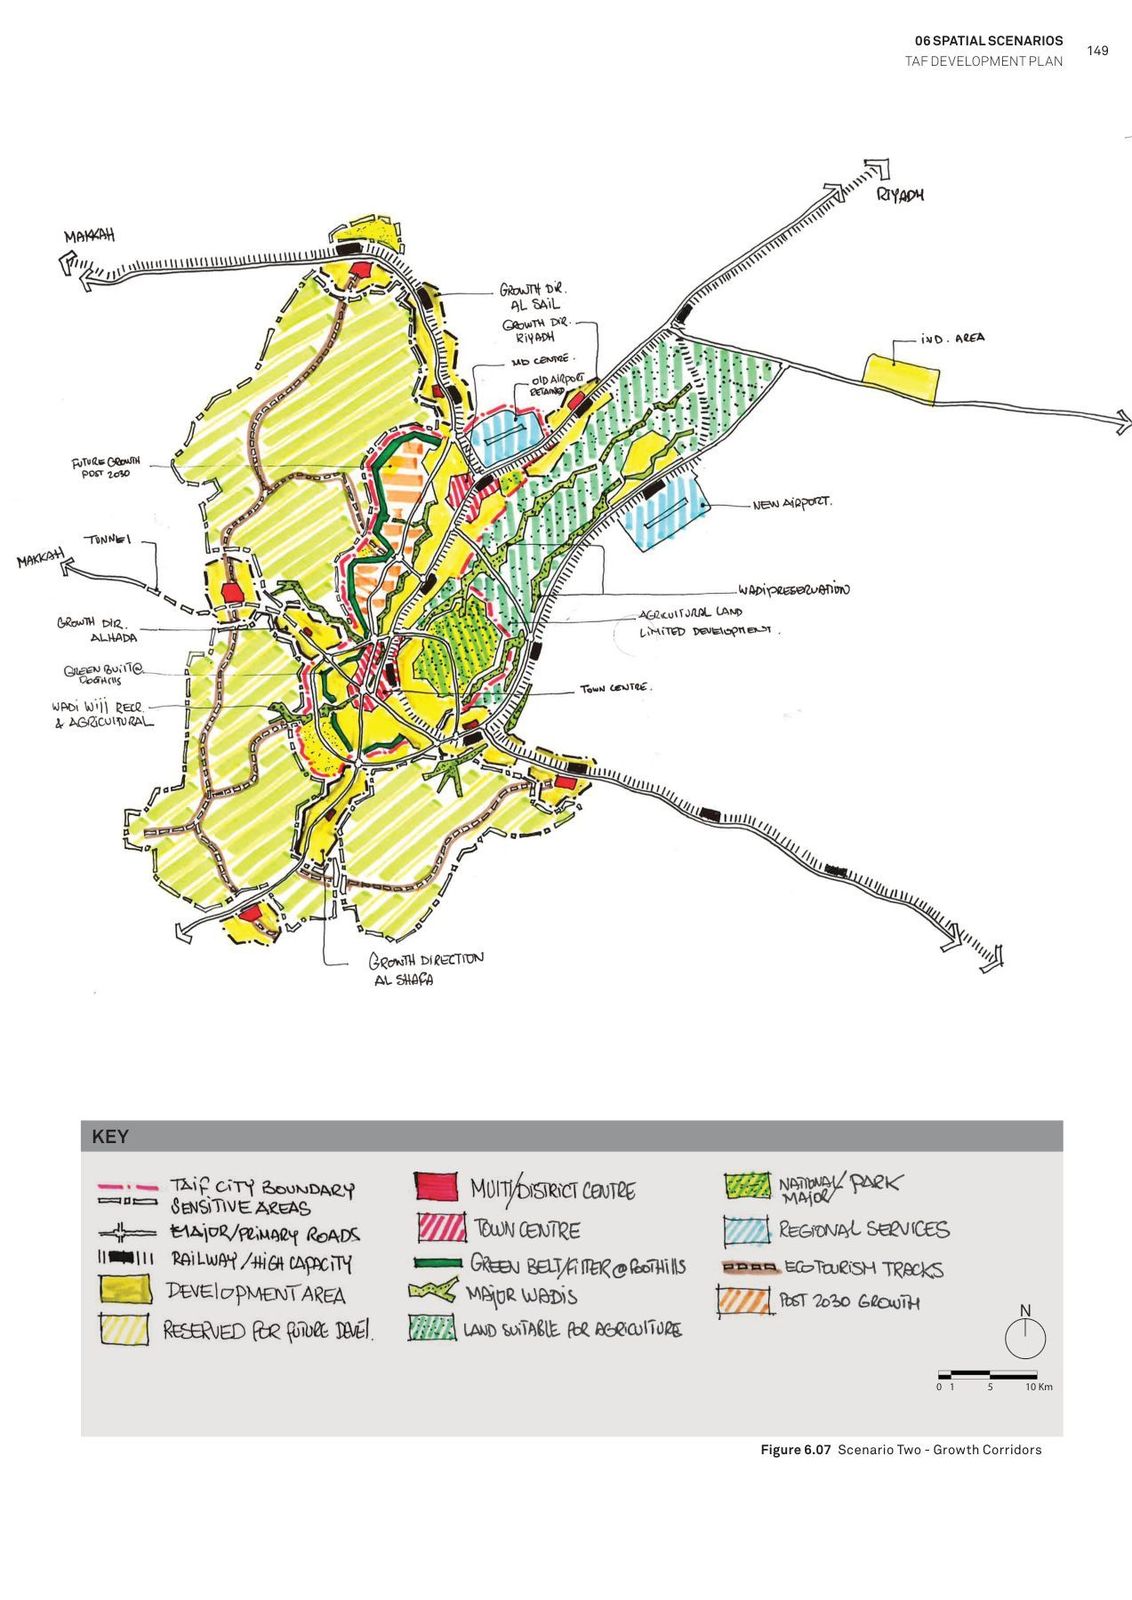 06 SPATIAL SCENARIOS
TAF DEVELOPMENT PLAN
149
RIYADH
MAKKAH
GROWTH DIR.
AL SAIL
GROWTH DIR.
RIYADH
IND. AREA
MD CENTRE.
OLD AIRPORT
RETAINED
FUTURE GROWTH
POST 2030
NEW AIRPORT.
TUNNEL
MAKKAH
WADI PRESERVATION
AGRICULTURAL LAND
LIMITED DEVELOPMENT.
GROWTH DIR.
ALHADA
GREEN BUILT@
FOOTHILLS
TOWN CENTRE.
WADI WIJJ RECR.
& AGRICULTURAL
GROWTH DIRECTION
AL SHAFA
KEY
TAIF CITY BOUNDARY
SENSITIVE AREAS
MAJOR/PRIMARY ROADS
RAILWAY/HIGH CAPACITY
DEVELOPMENT AREA
RESERVED FOR FUTURE DEVEL.
MULTI/DISTRICT CENTRE
TOWN CENTRE
GREEN BELT/FILTER @ FOOTHILLS
MAJOR WADIS
LAND SUITABLE FOR AGRICULTURE
NATIONAL/ PARK
MAJOR
REGIONAL SERVICES
ECOTOURISM TRACKS
POST 2030 GROWTH
N
0 1 5 10 Km
Figure 6.07 Scenario Two - Growth Corridors